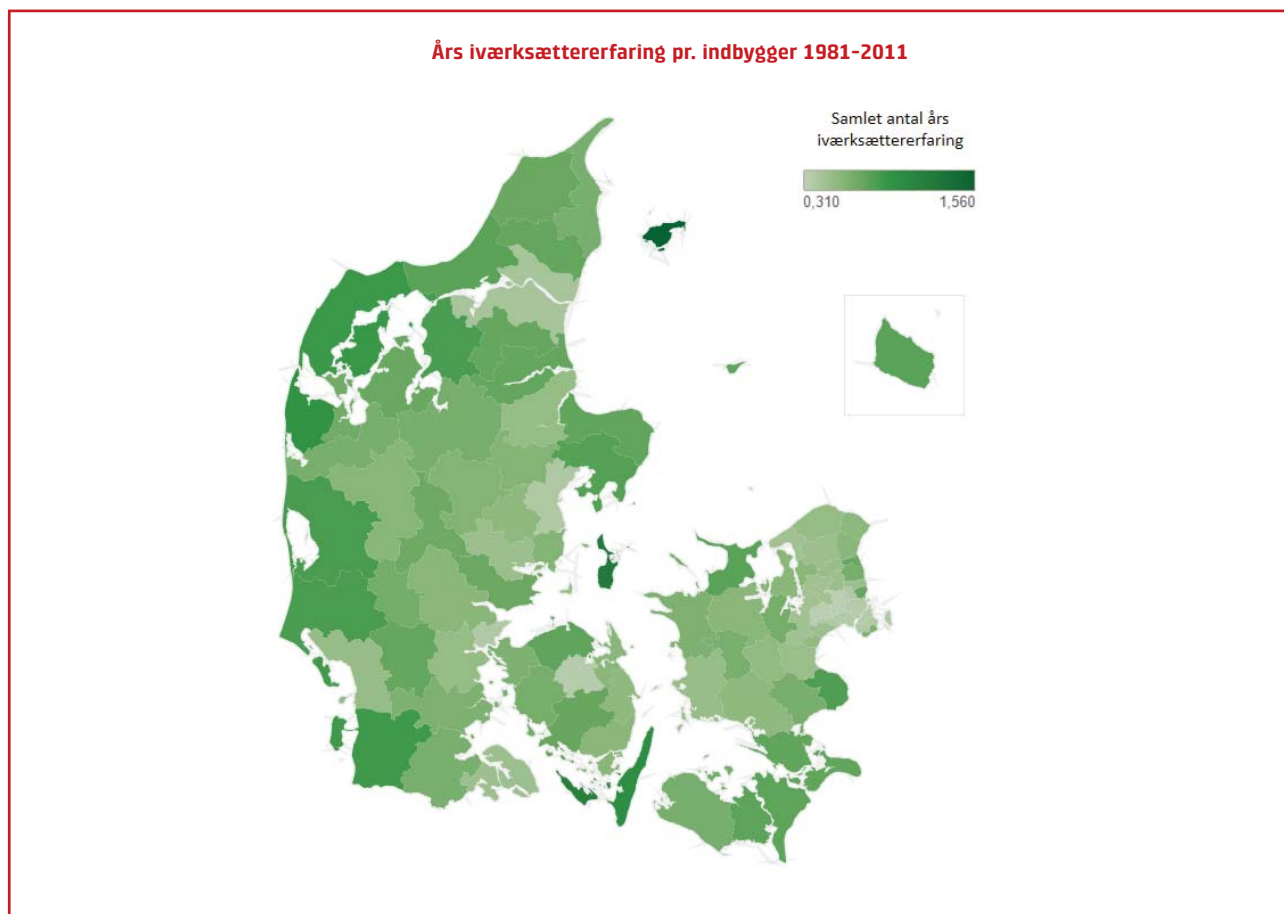 Års iværksættererfaring pr. indbygger 1981-2011
Samlet antal års
iværksættererfaring
0,310 1,560